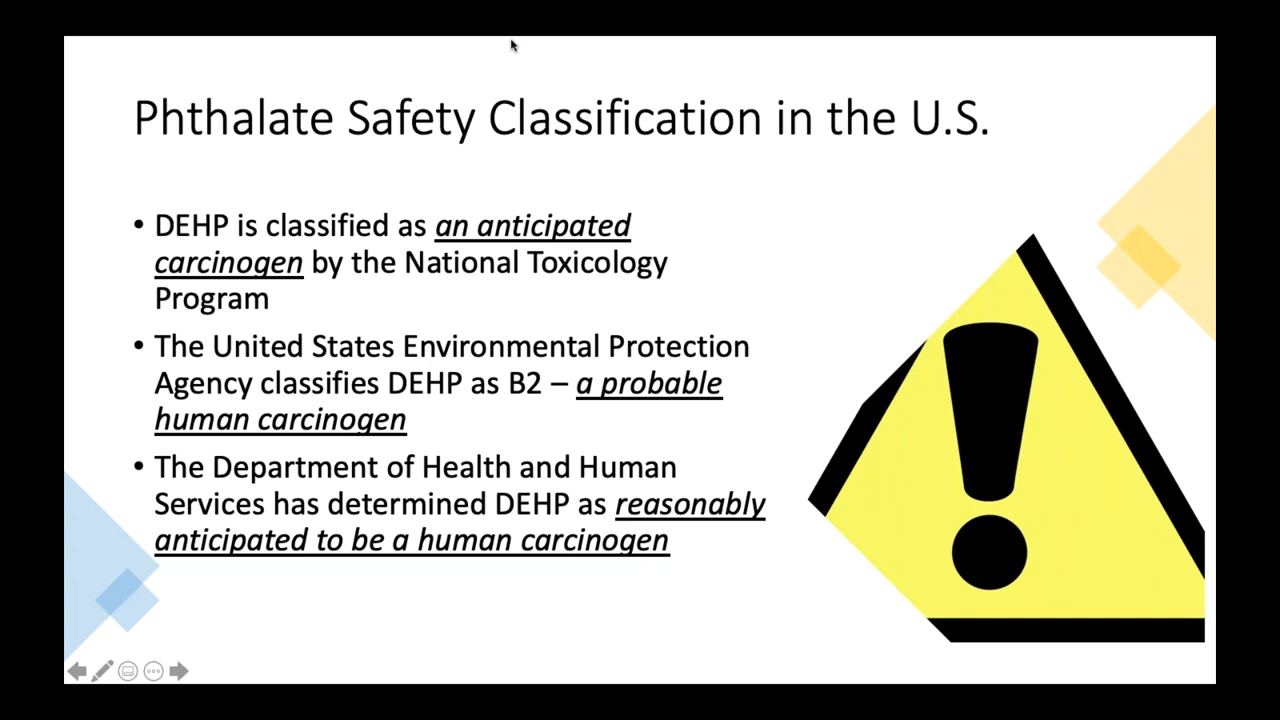 Phthalate Safety Classification in the U.S.
• DEHP is classified as an anticipated
carcinogen by the National Toxicology
Program
• The United States Environmental Protection
Agency classifies DEHP as B2 – a probable
human carcinogen
• The Department of Health and Human
Services has determined DEHP as reasonably
anticipated to be a human carcinogen